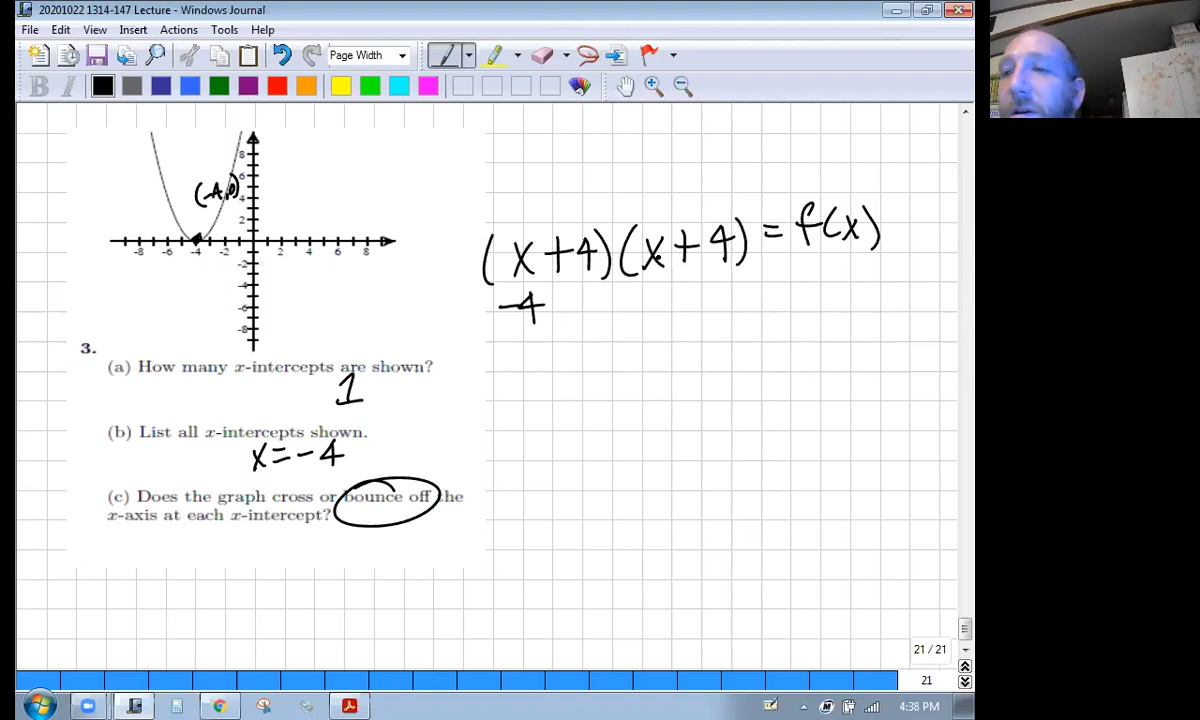 20201022 1314-147 Lecture - Windows Journal
File Edit View Insert Actions Tools Help
Page Width
B I
8
6
4
2
-8 -6 -4 -2 2 4 6 8
-2
-4
-6
-8
(x+4)(x+4) = f(x)
-4
3.
(a) How many x-intercepts are shown?
1
(b) List all x-intercepts shown.
x=-4
(c) Does the graph cross or bounce off the
x-axis at each x-intercept?
21 / 21
21
4:38 PM